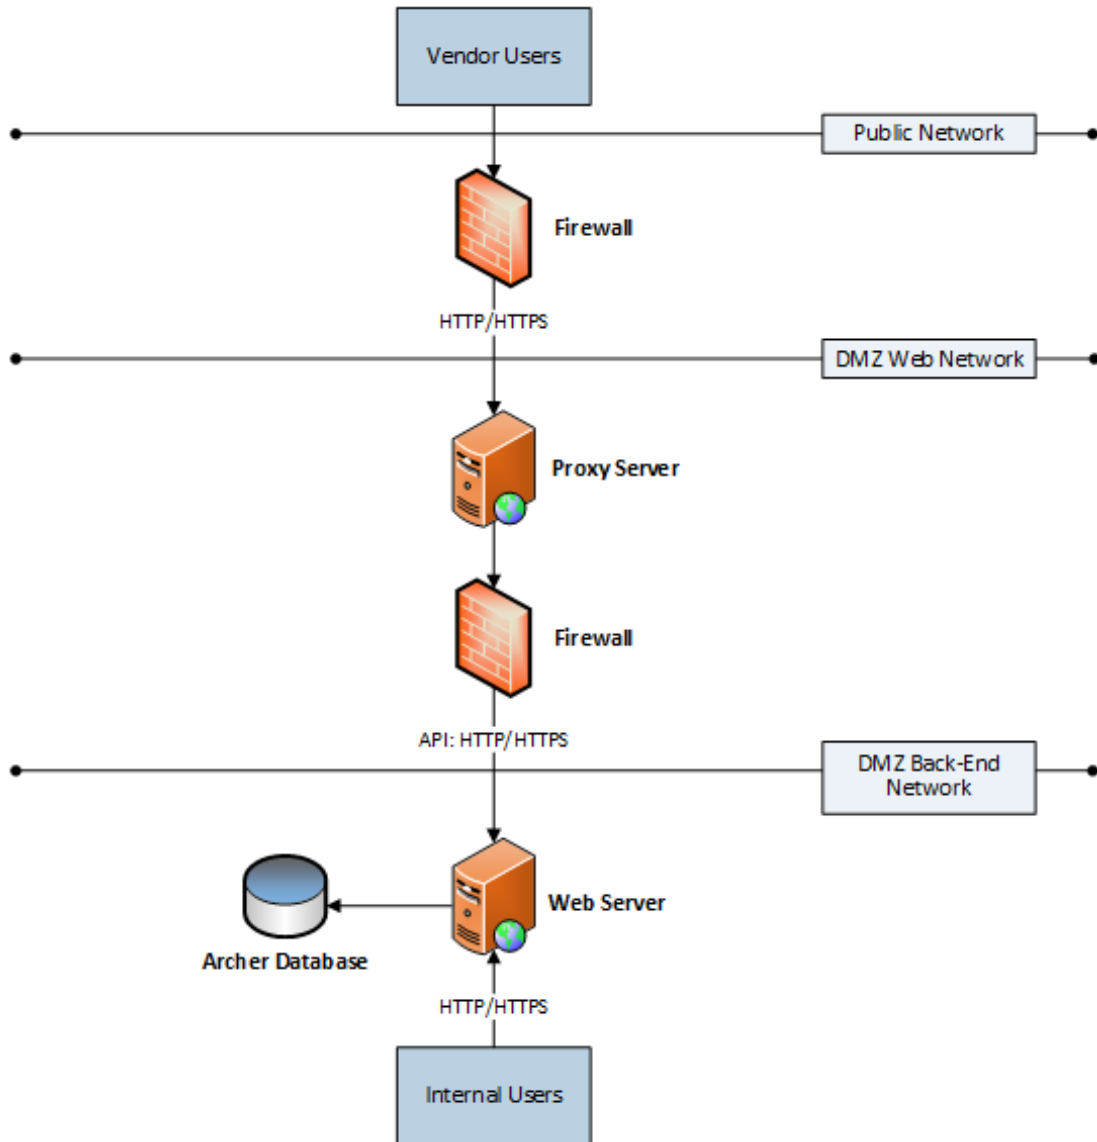 Vendor Users
Public Network
Firewall
HTTP/HTTPS
DMZ Web Network
Proxy Server
Firewall
API: HTTP/HTTPS
DMZ Back-End
Network
Web Server
Archer Database
HTTP/HTTPS
Internal Users